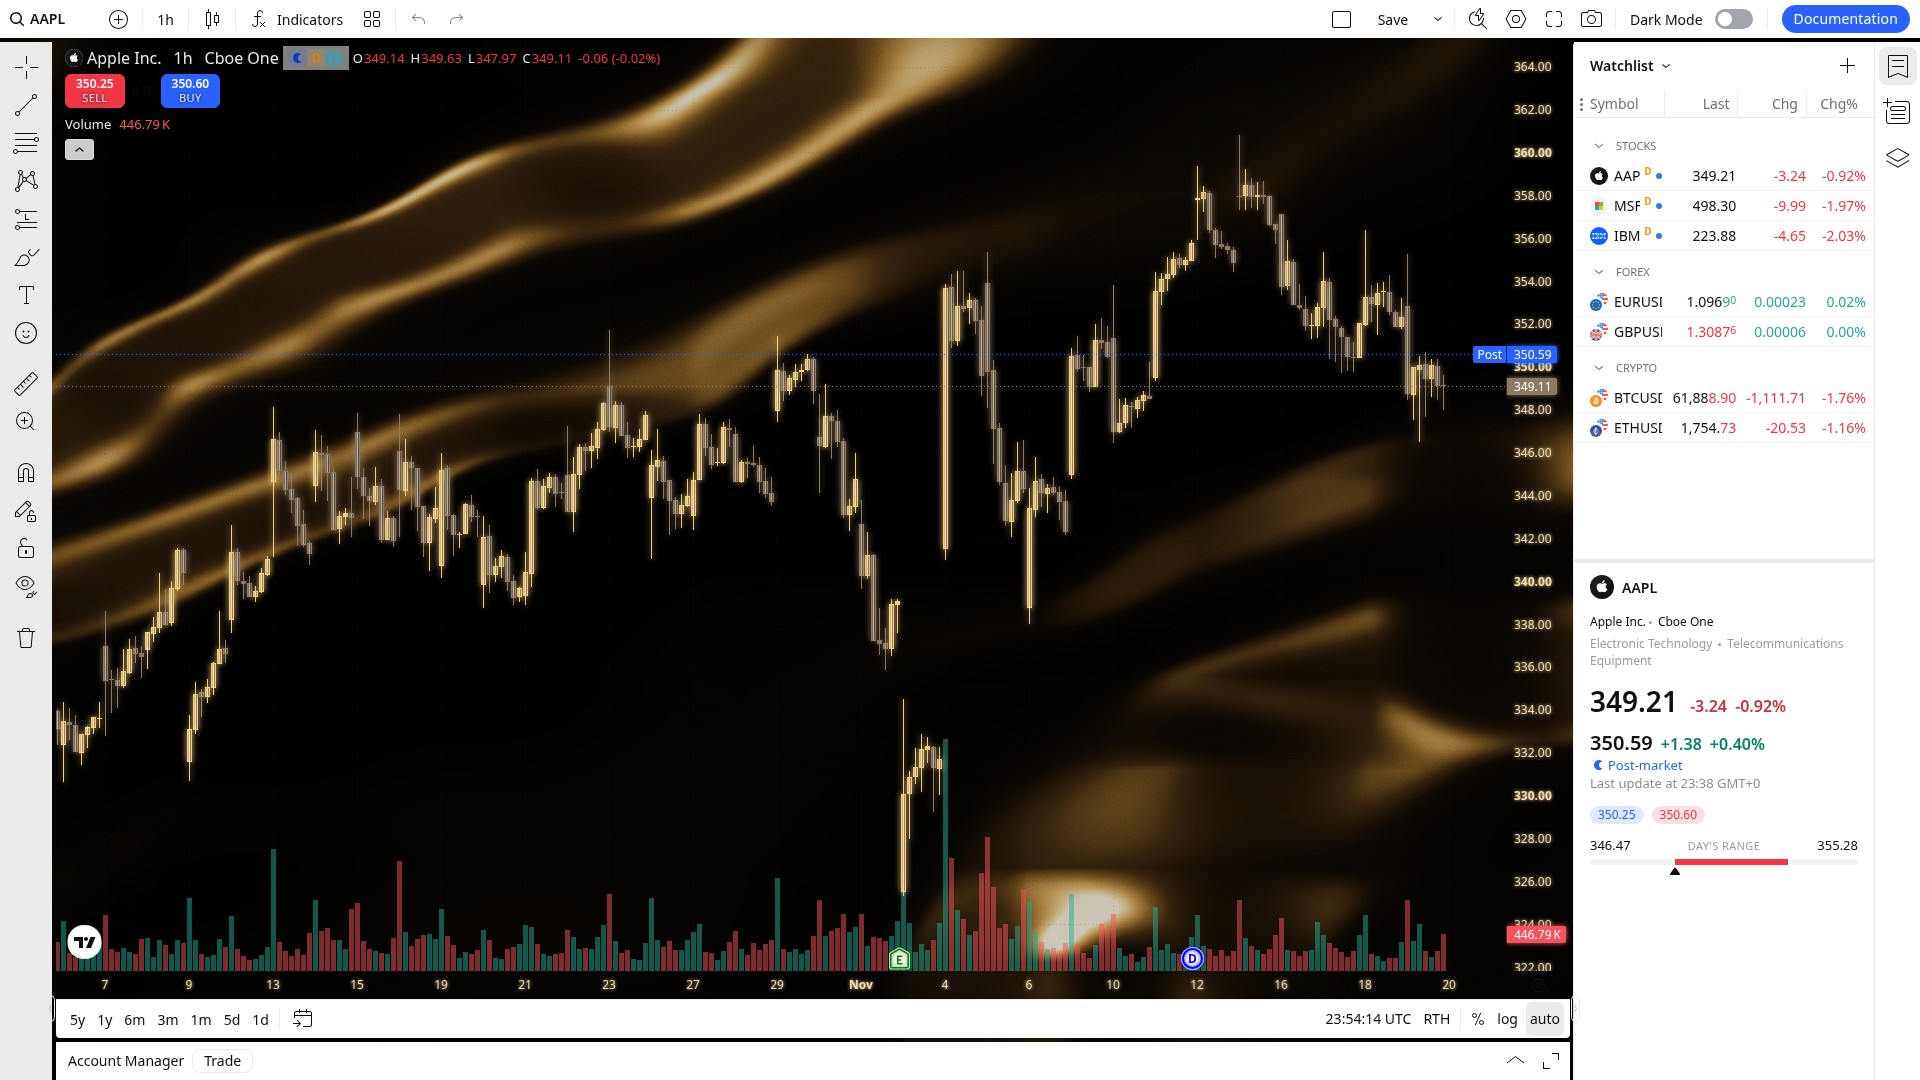 AAPL 1h Indicators Save Dark Mode Documentation
Apple Inc. 1h Cboe One D O349.14 H349.63 L347.97 C349.11 -0.06 (-0.02%)
350.25 SELL 0.35 350.60 BUY
Volume 446.79 K
364.00
362.00
360.00
358.00
356.00
354.00
352.00
Post 350.59
350.00
349.11
348.00
346.00
344.00
342.00
340.00
338.00
336.00
334.00
332.00
330.00
328.00
326.00
324.00
446.79 K
322.00
E D
7 9 13 15 19 21 23 27 29 Nov 4 6 10 12 16 18 20
5y 1y 6m 3m 1m 5d 1d 23:54:14 UTC RTH % log auto
Account Manager Trade
Watchlist
Symbol Last Chg Chg%
STOCKS
AAP D 349.21 -3.24 -0.92%
MSF D 498.30 -9.99 -1.97%
IBM D 223.88 -4.65 -2.03%
FOREX
EURUSD 1.09690 0.00023 0.02%
GBPUSD 1.30876 0.00006 0.00%
CRYPTO
BTCUSD 61,888.90 -1,111.71 -1.76%
ETHUSD 1,754.73 -20.53 -1.16%
AAPL
Apple Inc. • Cboe One
Electronic Technology • Telecommunications
Equipment
349.21 -3.24 -0.92%
350.59 +1.38 +0.40%
Post-market
Last update at 23:38 GMT+0
350.25 350.60
346.47 DAY'S RANGE 355.28